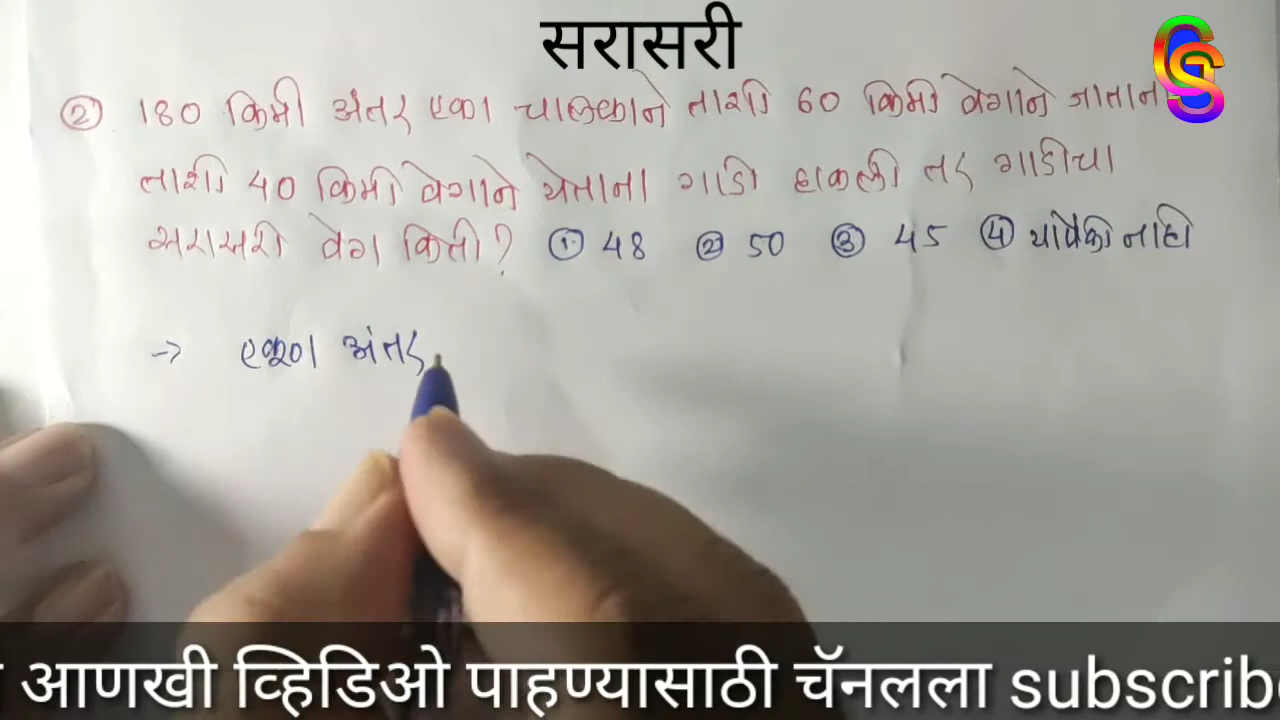 सरासरी
② 180 किमी अंतर एका चालकाने ताशी 60 किमी वेगाने जाताना
ताशी 40 किमी वेगाने येताना गाडी हाकली तर गाडीचा
सरासरी वेग किती? ① 48 ② 50 ③ 45 ④ यापैकी नाही
→ एकूण अंतर
आणखी व्हिडिओ पाहण्यासाठी चॅनलला subscribe